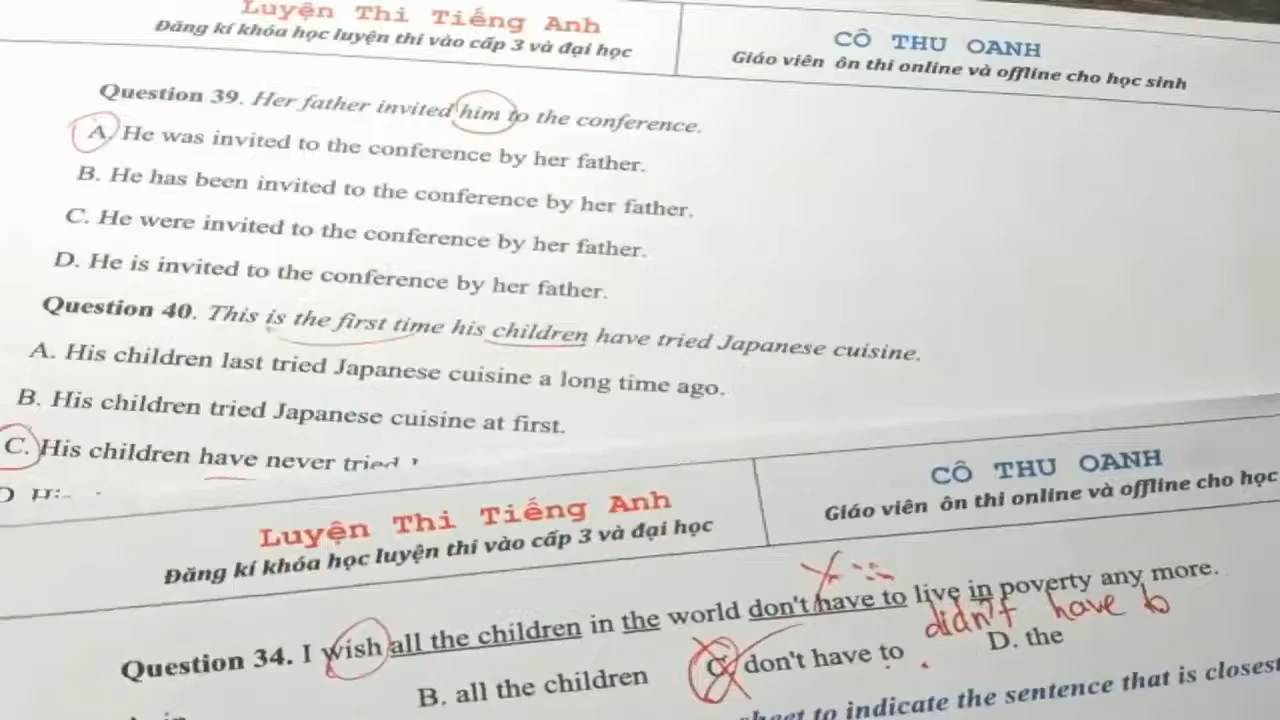 Luyện Thi Tiếng Anh
Đăng kí khóa học luyện thi vào cấp 3 và đại học
CÔ THU OANH
Giáo viên ôn thi online và offline cho học sinh
Question 39. Her father invited him to the conference.
A. He was invited to the conference by her father.
B. He has been invited to the conference by her father.
C. He were invited to the conference by her father.
D. He is invited to the conference by her father.
Question 40. This is the first time his children have tried Japanese cuisine.
A. His children last tried Japanese cuisine a long time ago.
B. His children tried Japanese cuisine at first.
C. His children have never tried
Luyện Thi Tiếng Anh
Đăng kí khóa học luyện thi vào cấp 3 và đại học
CÔ THU OANH
Giáo viên ôn thi online và offline cho học
Question 34. I wish all the children in the world don't have to live in poverty any more.
didn't have to
B. all the children C. don't have to D. the
to indicate the sentence that is closest